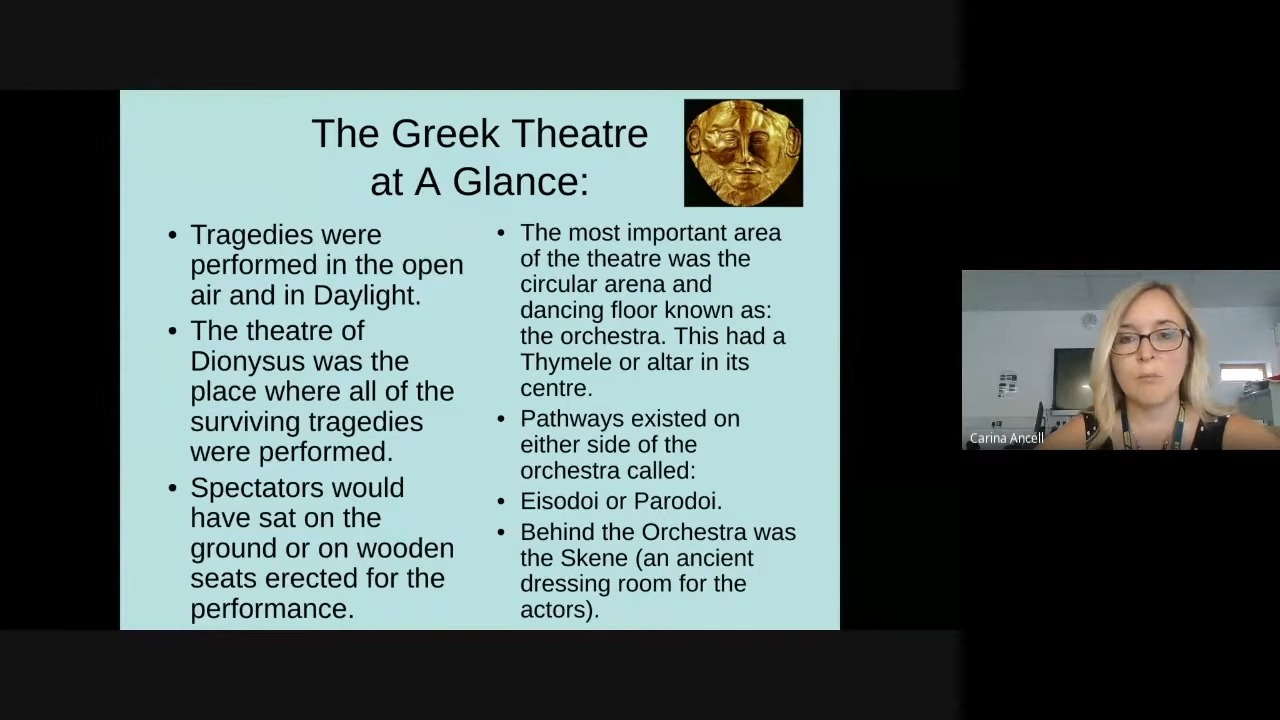 The Greek Theatre
at A Glance:
• Tragedies were
performed in the open
air and in Daylight.
• The theatre of
Dionysus was the
place where all of the
surviving tragedies
were performed.
• Spectators would
have sat on the
ground or on wooden
seats erected for the
performance.
• The most important area
of the theatre was the
circular arena and
dancing floor known as:
the orchestra. This had a
Thymele or altar in its
centre.
• Pathways existed on
either side of the
orchestra called:
• Eisodoi or Parodoi.
• Behind the Orchestra was
the Skene (an ancient
dressing room for the
actors).
Carina Ancell